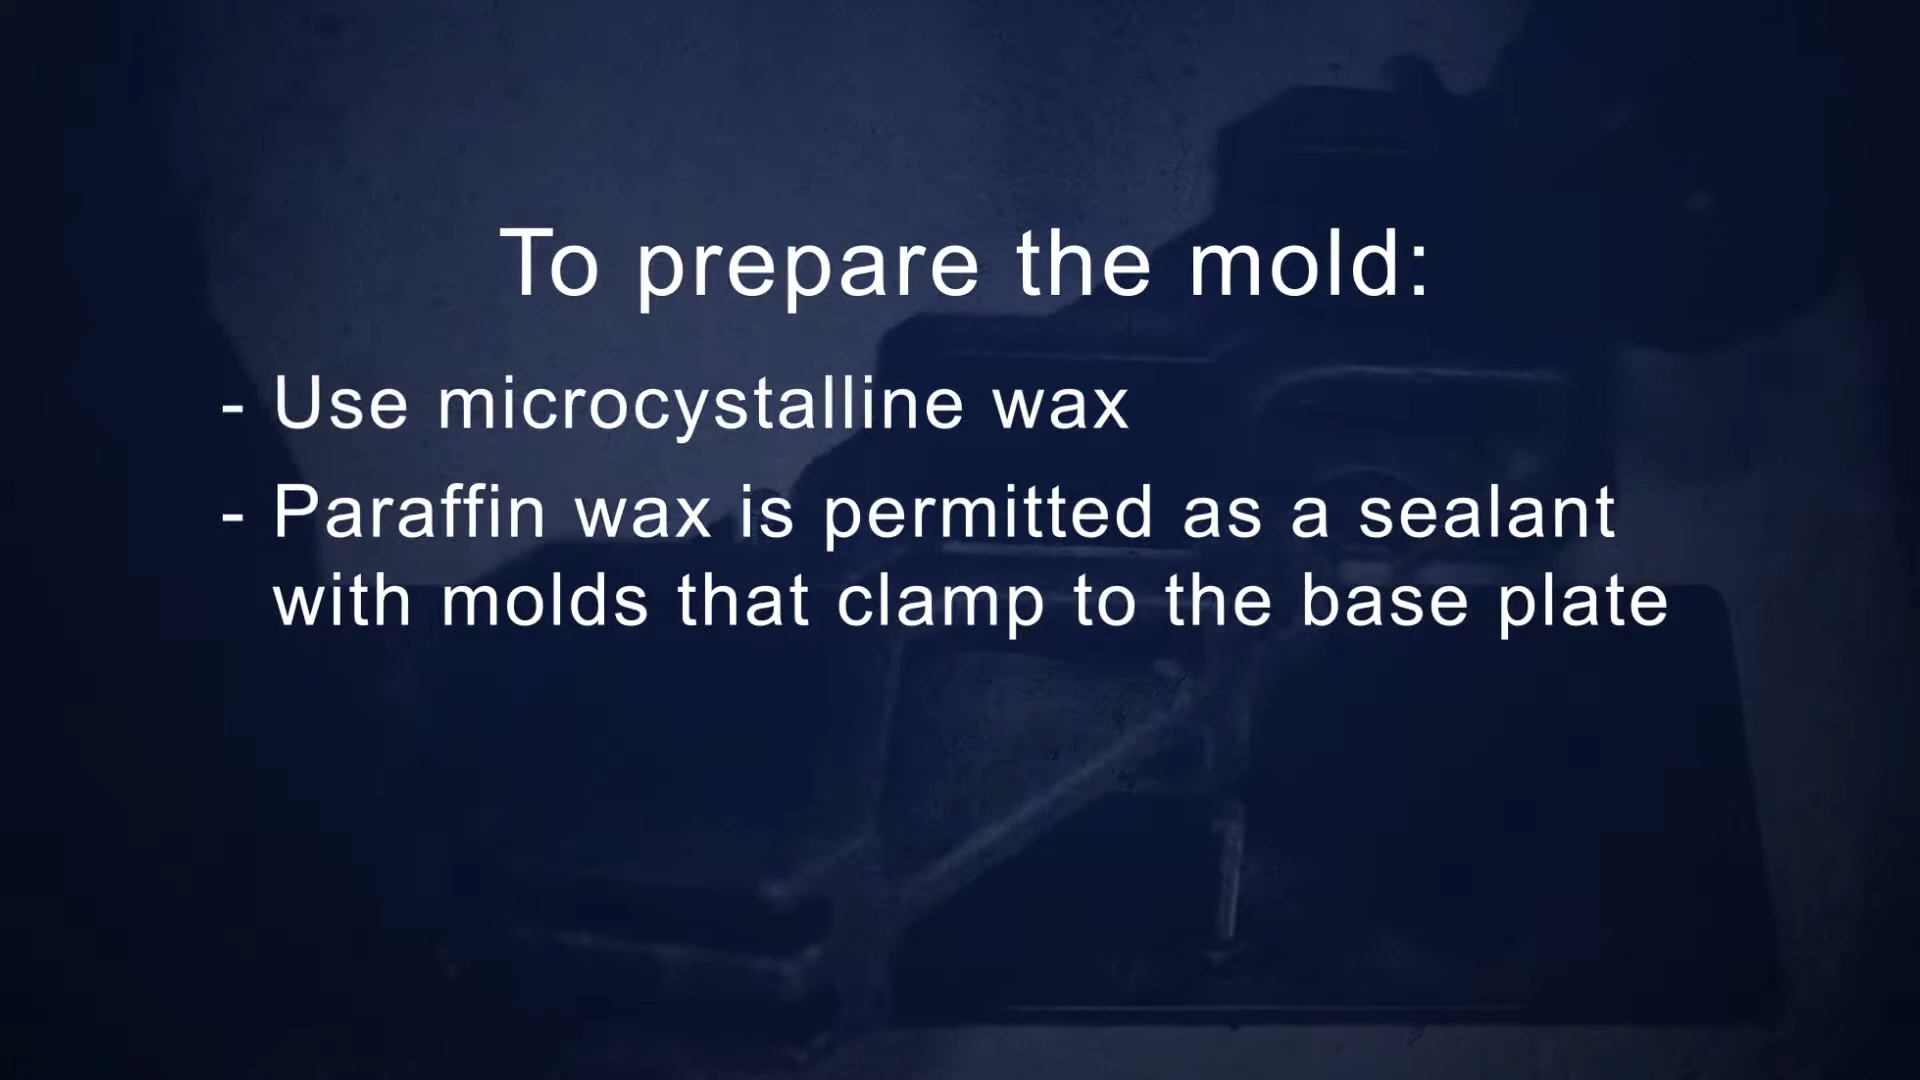 To prepare the mold:
- Use microcystalline wax
- Paraffin wax is permitted as a sealant
with molds that clamp to the base plate